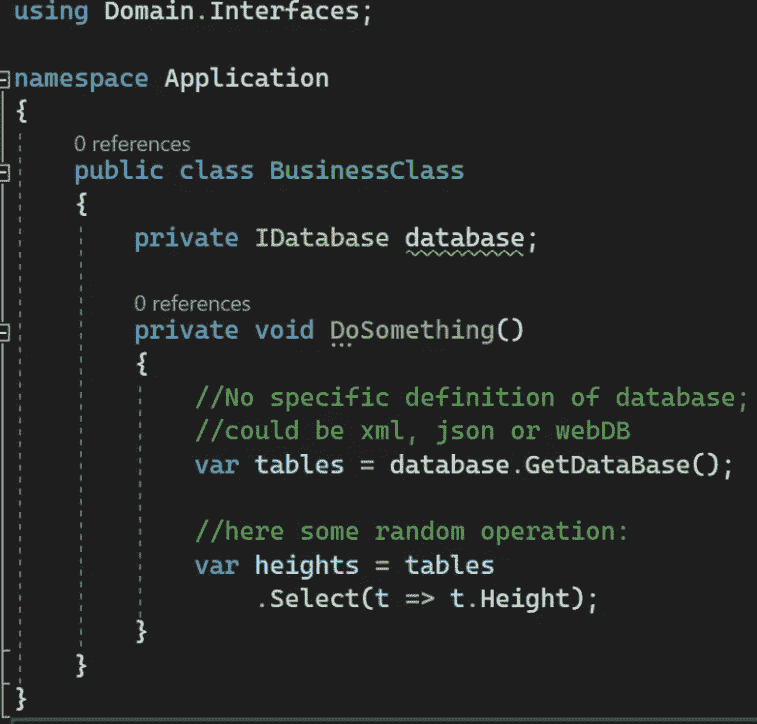 using Domain.Interfaces;
namespace Application
{
0 references
public class BusinessClass
{
private IDatabase database;
0 references
private void DoSomething()
{
//No specific definition of database;
//could be xml, json or webDB
var tables = database.GetDataBase();
//here some random operation:
var heights = tables
.Select(t => t.Height);
}
}
}